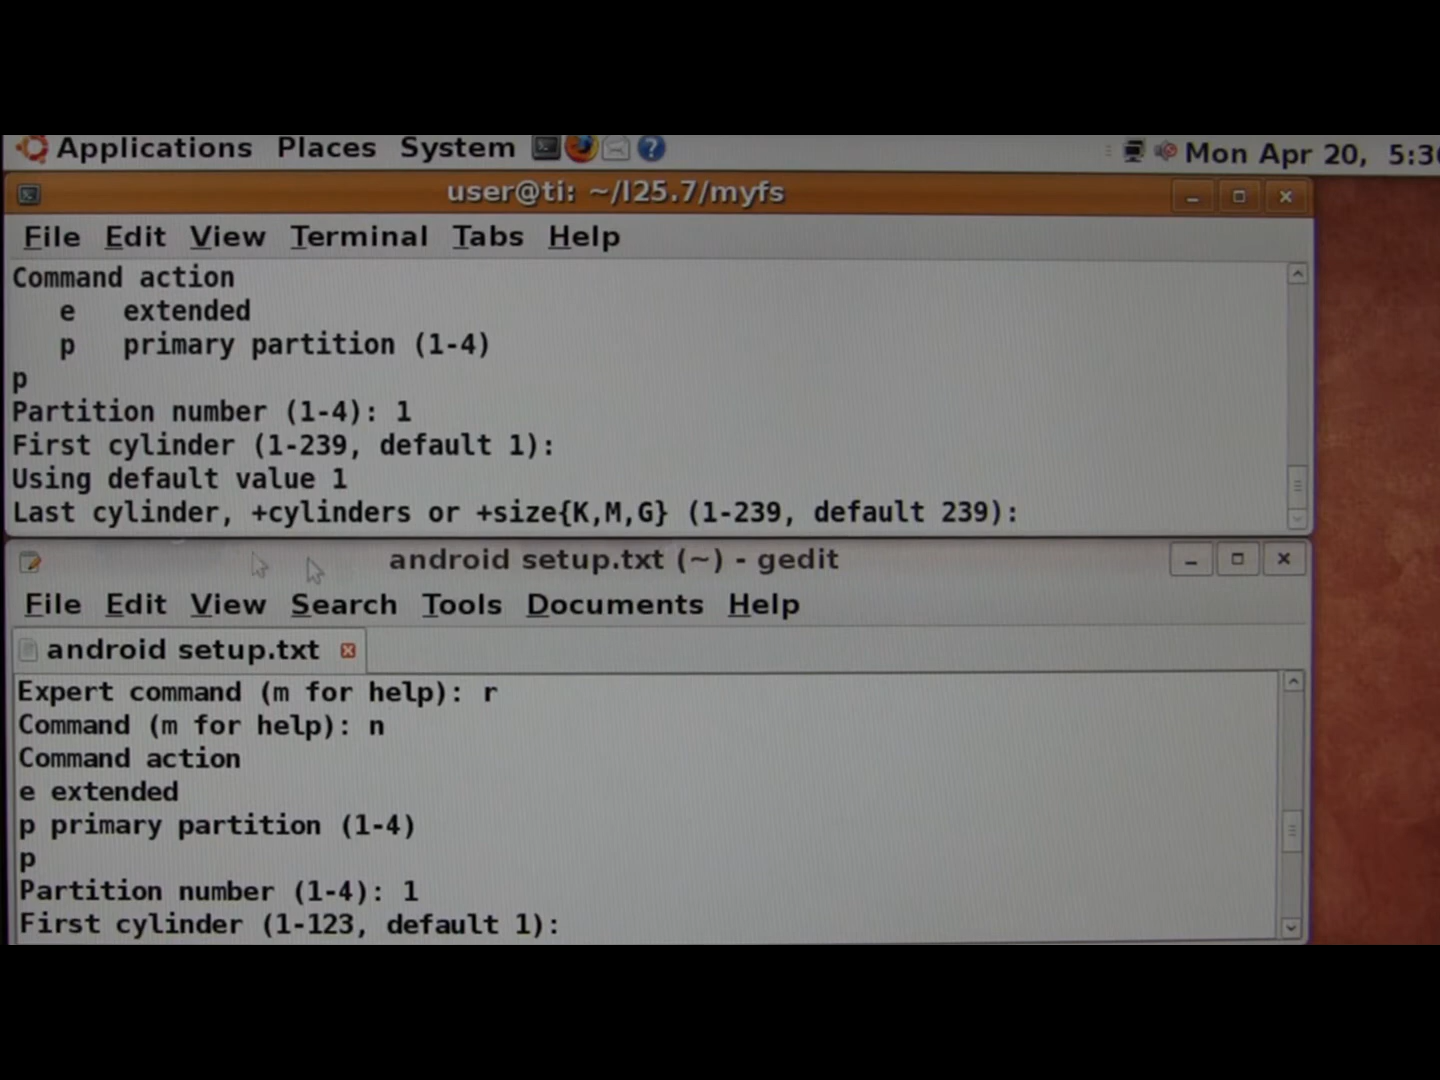 Applications Places System Mon Apr 20, 5:3
user@ti: ~/l25.7/myfs
File Edit View Terminal Tabs Help
Command action
e extended
p primary partition (1-4)
p
Partition number (1-4): 1
First cylinder (1-239, default 1):
Using default value 1
Last cylinder, +cylinders or +size{K,M,G} (1-239, default 239):
android setup.txt (~) - gedit
File Edit View Search Tools Documents Help
android setup.txt
Expert command (m for help): r
Command (m for help): n
Command action
e extended
p primary partition (1-4)
p
Partition number (1-4): 1
First cylinder (1-123, default 1):